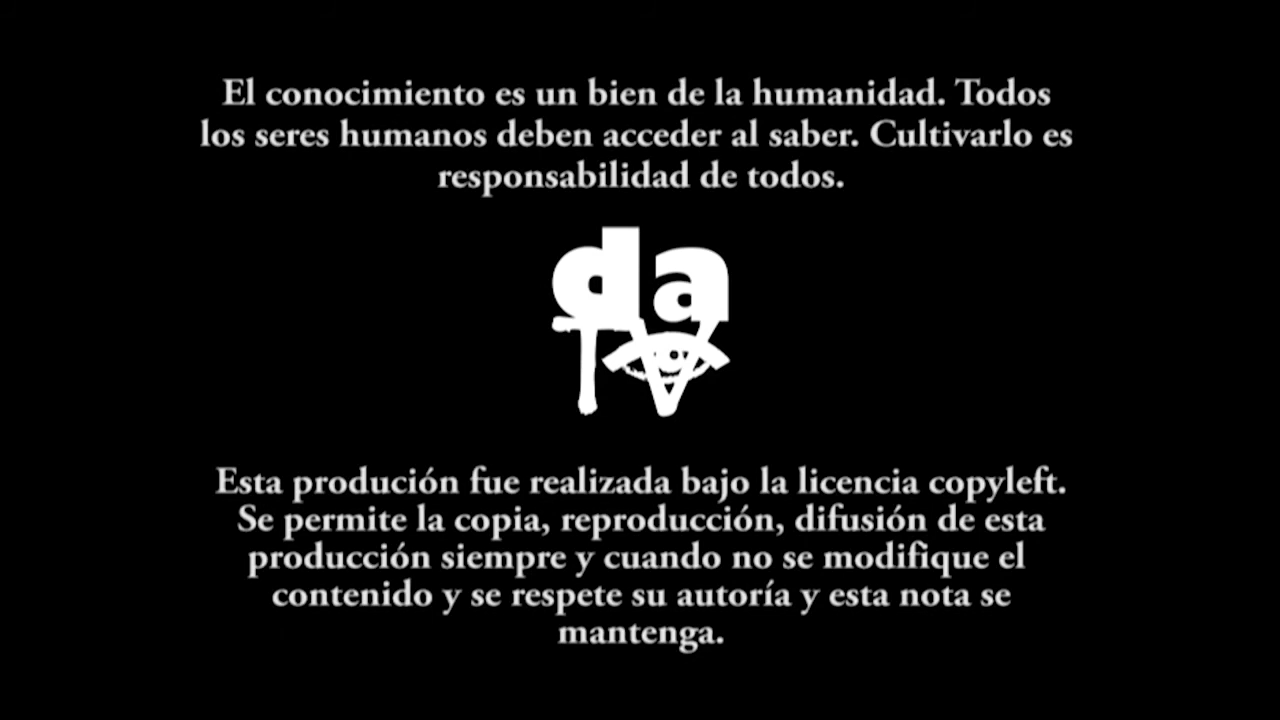 El conocimiento es un bien de la humanidad. Todos
los seres humanos deben acceder al saber. Cultivarlo es
responsabilidad de todos.
da
TV
Esta produción fue realizada bajo la licencia copyleft.
Se permite la copia, reproducción, difusión de esta
producción siempre y cuando no se modifique el
contenido y se respete su autoría y esta nota se
mantenga.